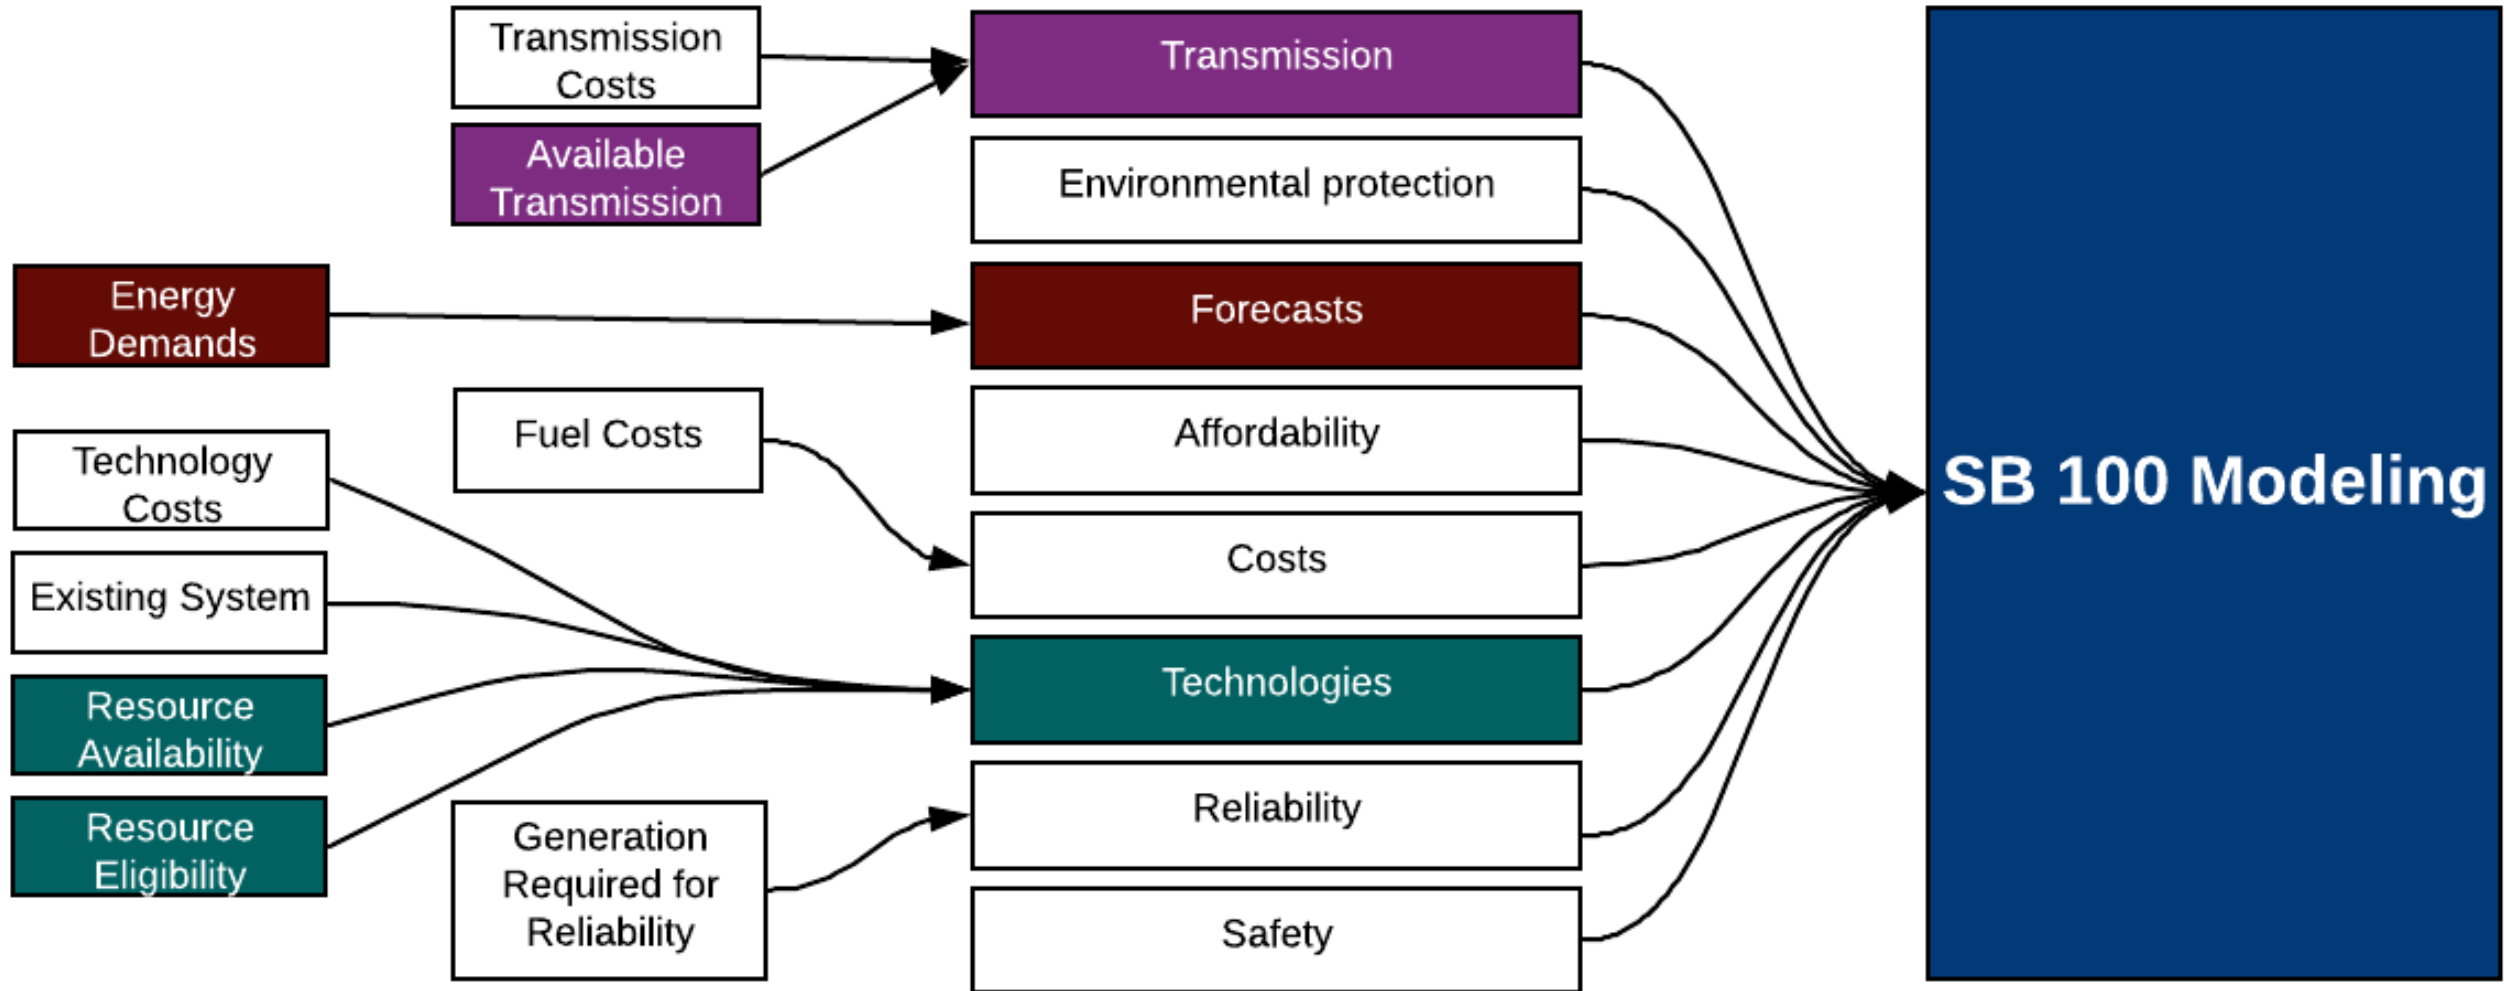 Transmission
Costs
Available
Transmission
Energy
Demands
Technology
Costs
Existing System
Resource
Availability
Resource
Eligibility
Fuel Costs
Generation
Required for
Reliability
Transmission
Environmental protection
Forecasts
Affordability
Costs
Technologies
Reliability
Safety
SB 100 Modeling